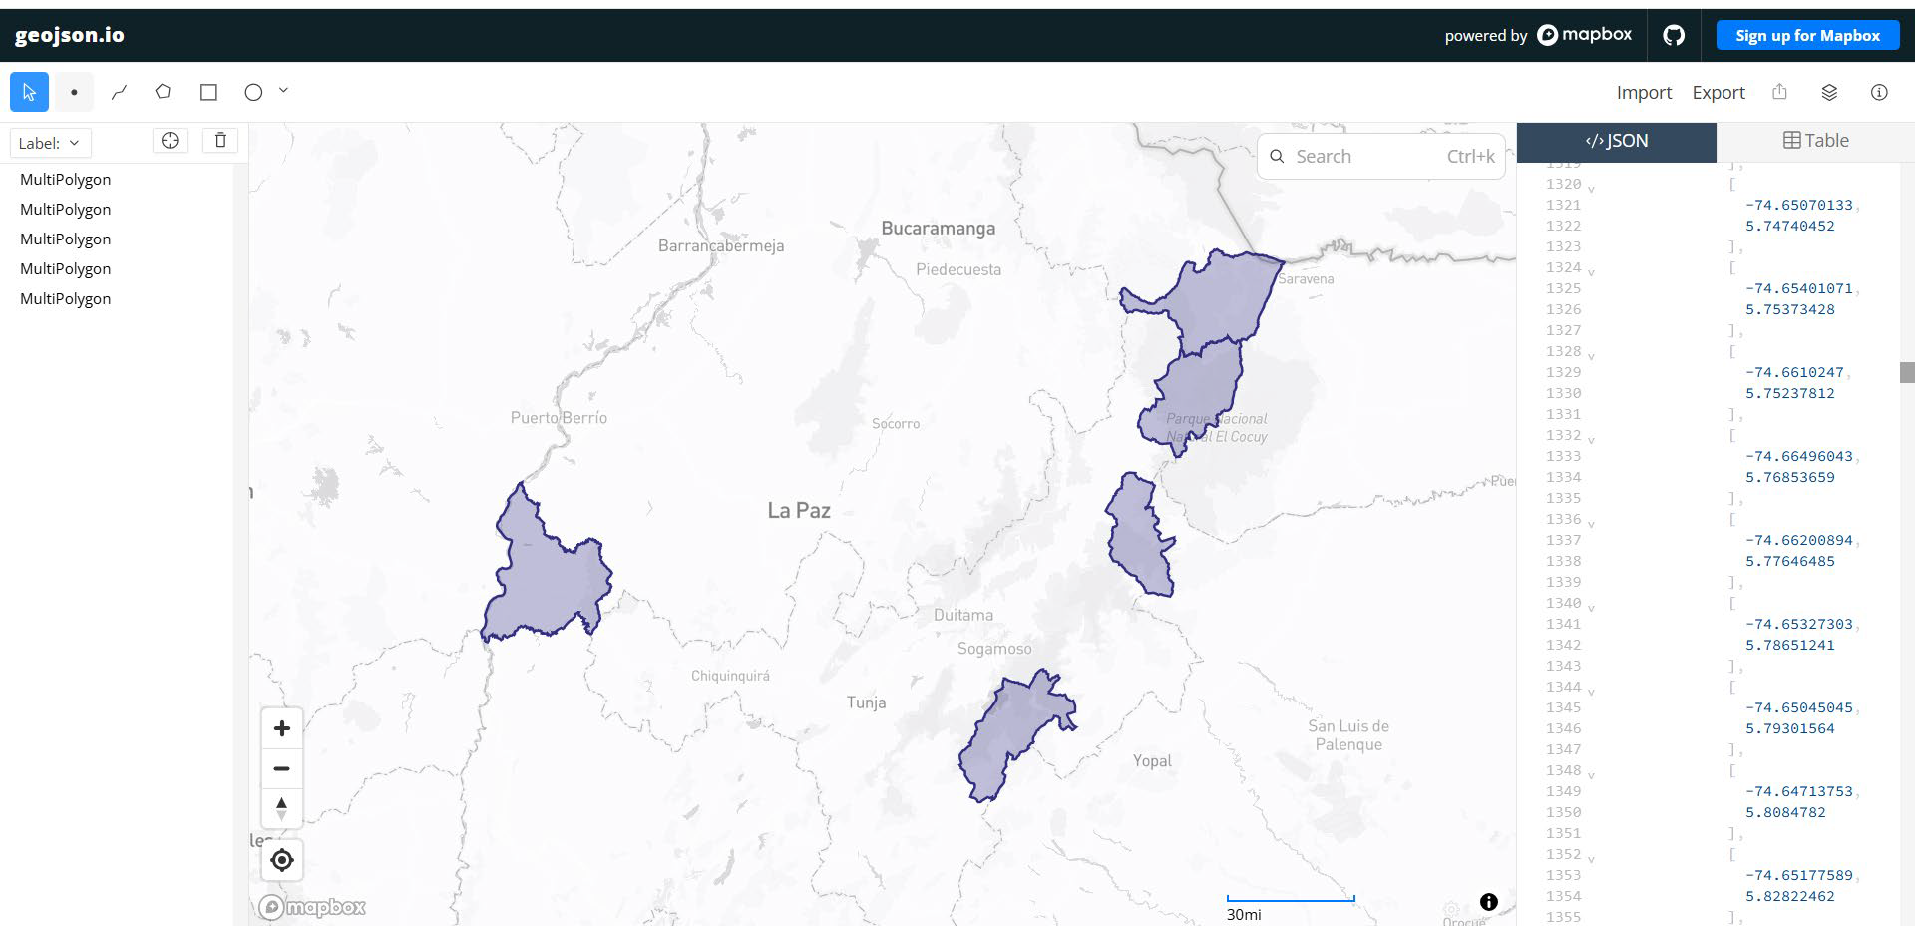 geojson.io
powered by mapbox
Sign up for Mapbox
Import
Export
Label:
MultiPolygon
MultiPolygon
MultiPolygon
MultiPolygon
MultiPolygon
Search
Ctrl+k
Bucaramanga
Barrancabermeja
Piedecuesta
Saravena
Puerto Berrío
Socorro
Parque Nacional
Natural El Cocuy
La Paz
Duitama
Sogamoso
Chiquinquirá
Tunja
San Luis de
Palenque
Yopal
30mi
mapbox
</>JSON
Table
1319 ],
1320 [
1321 -74.65070133,
1322 5.74740452
1323 ],
1324 [
1325 -74.65401071,
1326 5.75373428
1327 ],
1328 [
1329 -74.6610247,
1330 5.75237812
1331 ],
1332 [
1333 -74.66496043,
1334 5.76853659
1335 ],
1336 [
1337 -74.66200894,
1338 5.77646485
1339 ],
1340 [
1341 -74.65327303,
1342 5.78651241
1343 ],
1344 [
1345 -74.65045045,
1346 5.79301564
1347 ],
1348 [
1349 -74.64713753,
1350 5.8084782
1351 ],
1352 [
1353 -74.65177589,
1354 5.82822462
1355 ],